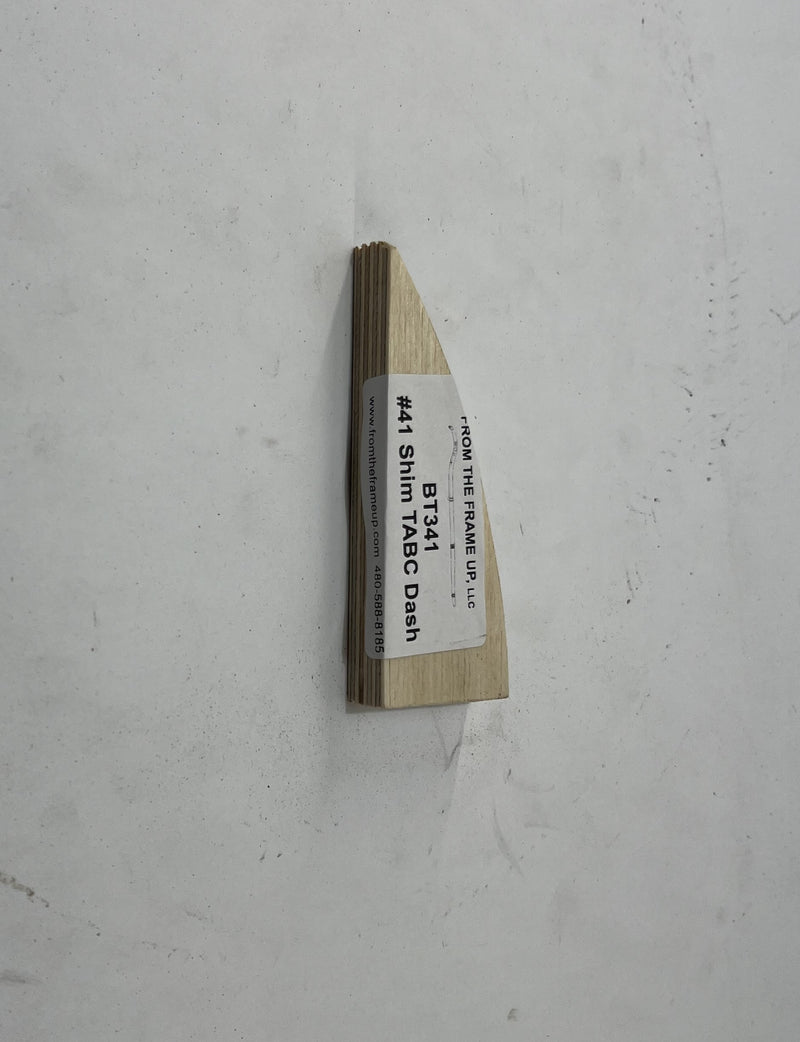 FROM THE FRAME UP, LLC
BT341
#41 Shim TABC Dash
www.fromtheframeup.com 480-588-8185